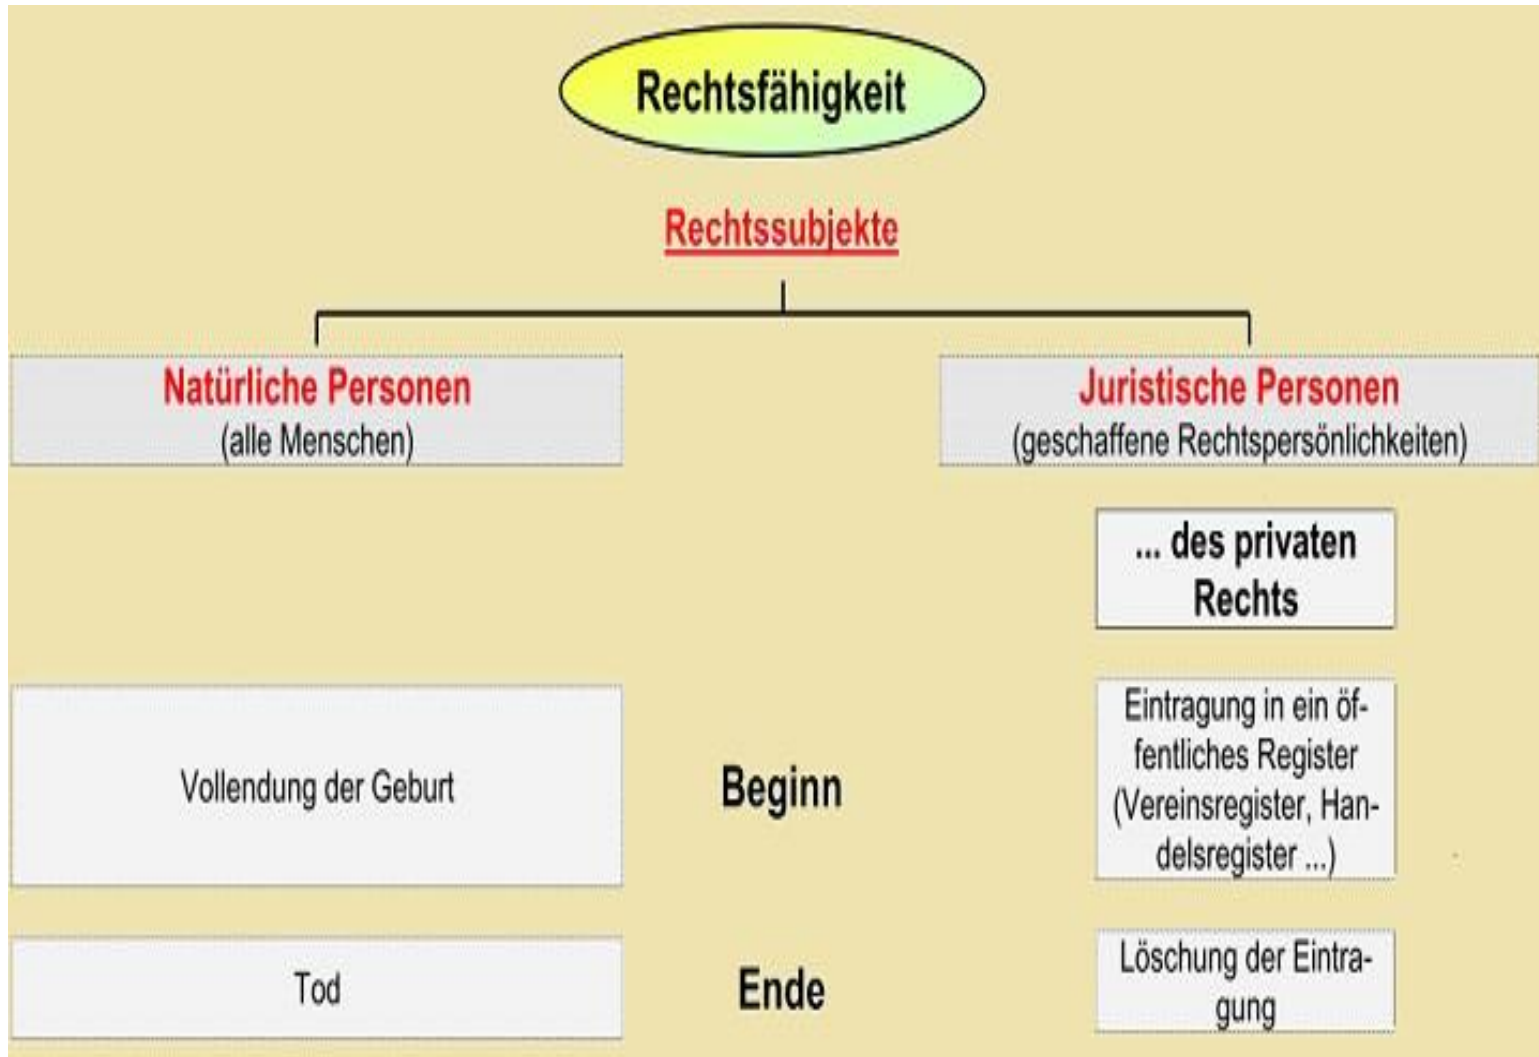 Rechtsfähigkeit
Rechtssubjekte
Natürliche Personen
(alle Menschen)
Juristische Personen
(geschaffene Rechtspersönlichkeiten)
... des privaten
Rechts
Vollendung der Geburt
Beginn
Eintragung in ein öf-
fentliches Register
(Vereinsregister, Han-
delsregister ...)
Tod
Ende
Löschung der Eintra-
gung